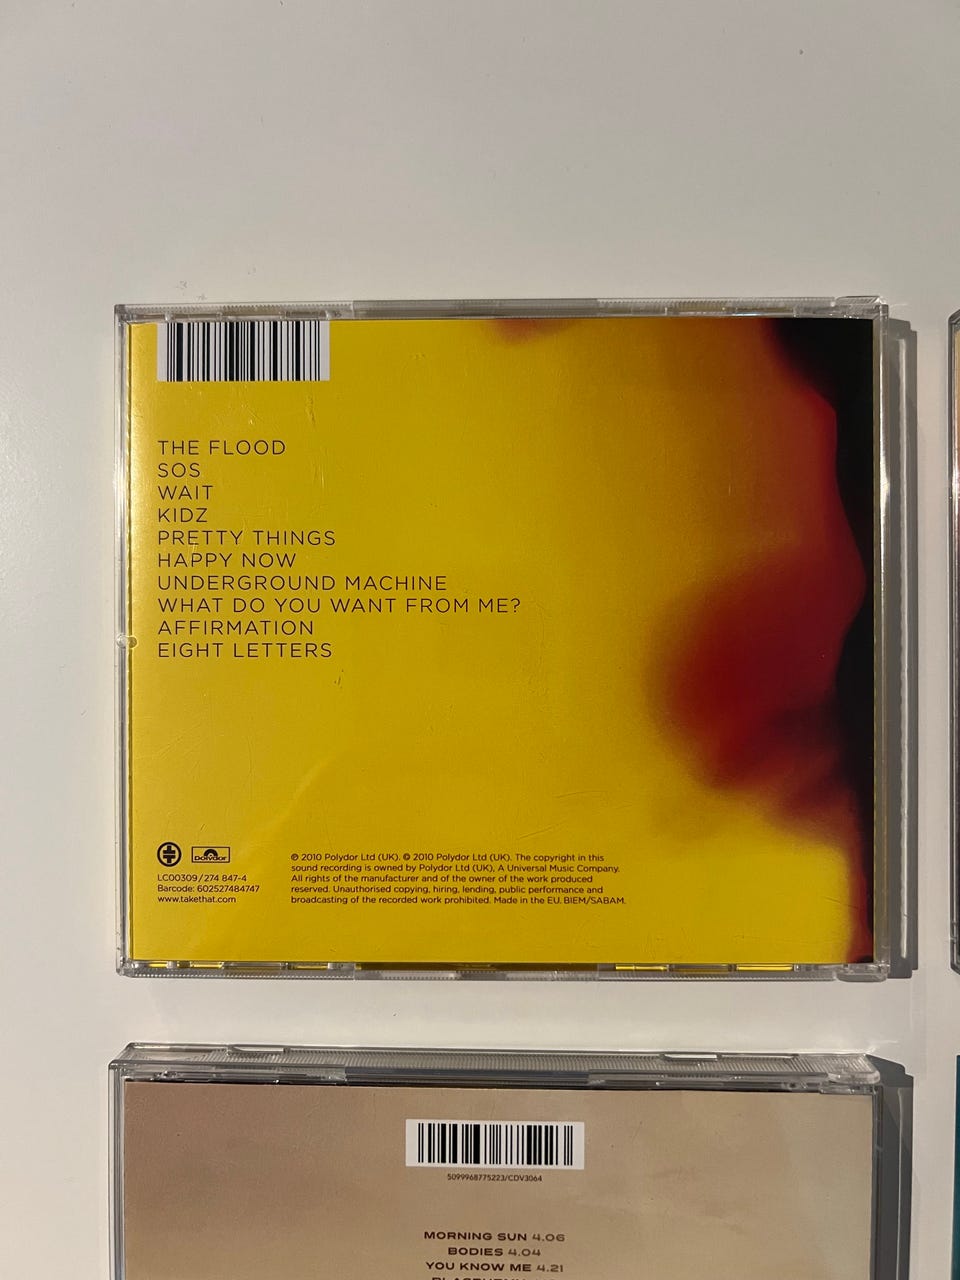 THE FLOOD
SOS
WAIT
KIDZ
PRETTY THINGS
HAPPY NOW
UNDERGROUND MACHINE
WHAT DO YOU WANT FROM ME?
AFFIRMATION
EIGHT LETTERS
polydor
LC00309/274 847-4
Barcode: 602527484747
www.takethat.com
℗ 2010 Polydor Ltd (UK). © 2010 Polydor Ltd (UK). The copyright in this
sound recording is owned by Polydor Ltd (UK), A Universal Music Company.
All rights of the manufacturer and of the owner of the work produced
reserved. Unauthorised copying, hiring, lending, public performance and
broadcasting of the recorded work prohibited. Made in the EU. BIEM/SABAM.
5099968775223/CDV3064
MORNING SUN 4.06
BODIES 4.04
YOU KNOW ME 4.21